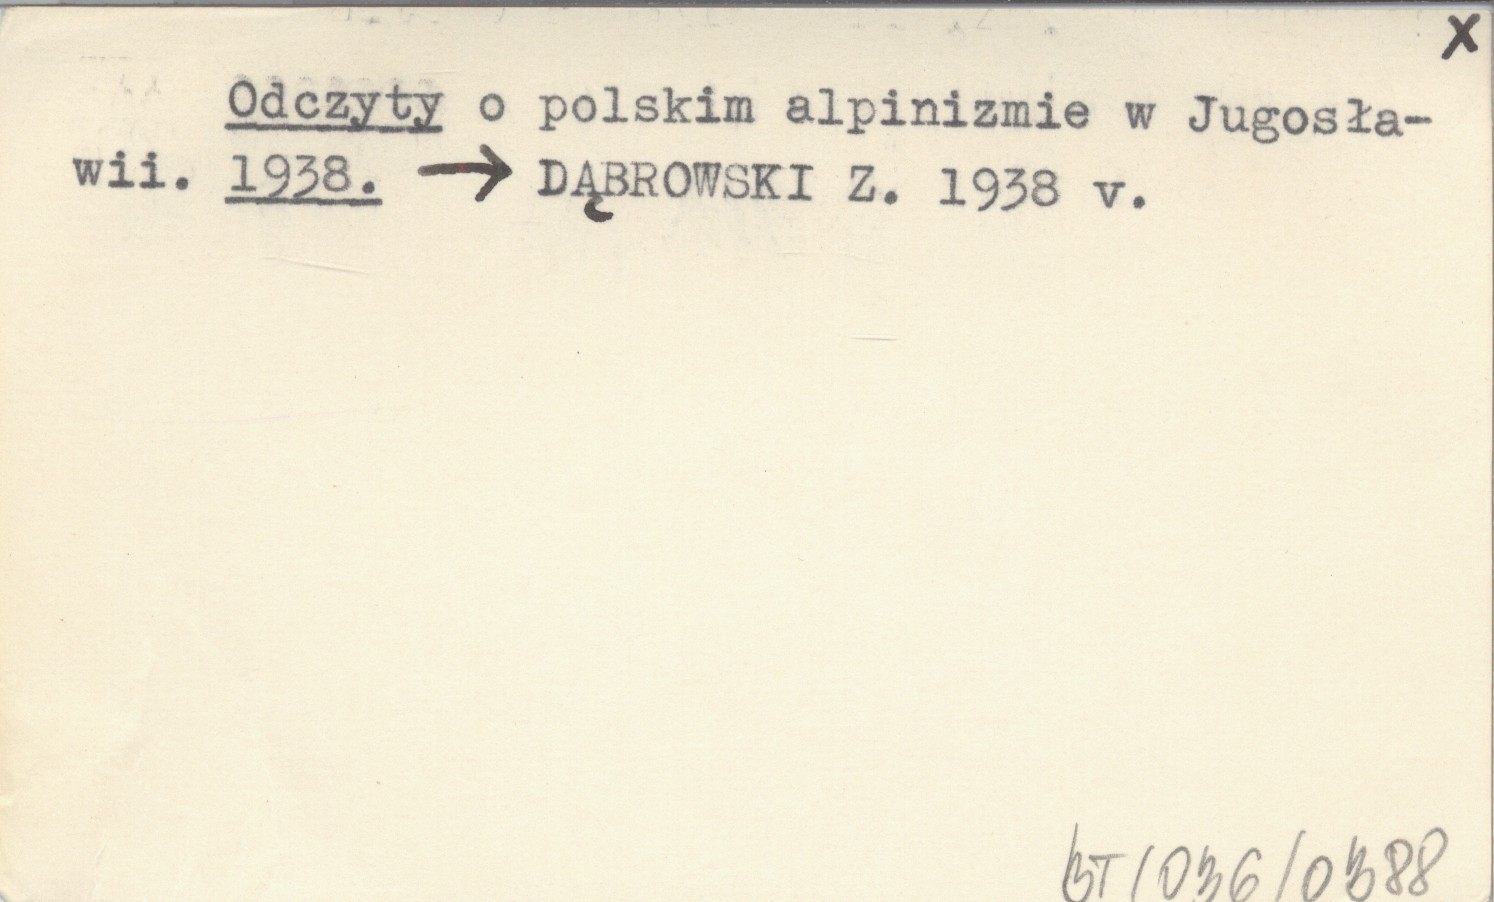 X
Odczyty o polskim alpinizmie w Jugosła-
wii. 1938. → DĄBROWSKI Z. 1938 v.
BT/036/0388